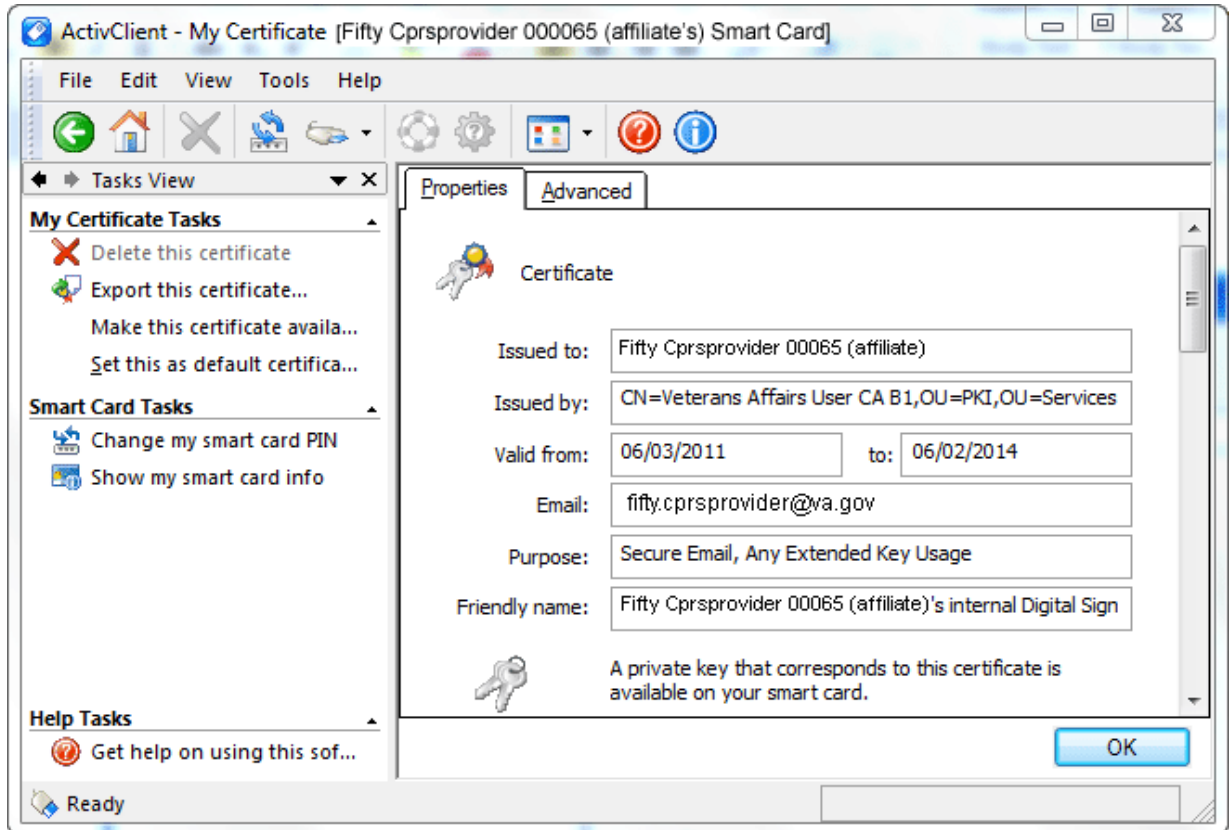 ActivClient - My Certificate [Fifty Cprsprovider 000065 (affiliate's) Smart Card]
File Edit View Tools Help
Tasks View
My Certificate Tasks
Delete this certificate
Export this certificate...
Make this certificate availa...
Set this as default certifica...
Smart Card Tasks
Change my smart card PIN
Show my smart card info
Help Tasks
Get help on using this sof...
Properties Advanced
Certificate
Issued to: Fifty Cprsprovider 00065 (affiliate)
Issued by: CN=Veterans Affairs User CA B1,OU=PKI,OU=Services
Valid from: 06/03/2011 to: 06/02/2014
Email: fifty.cprsprovider@va.gov
Purpose: Secure Email, Any Extended Key Usage
Friendly name: Fifty Cprsprovider 00065 (affiliate)'s internal Digital Sign
A private key that corresponds to this certificate is
available on your smart card.
OK
Ready